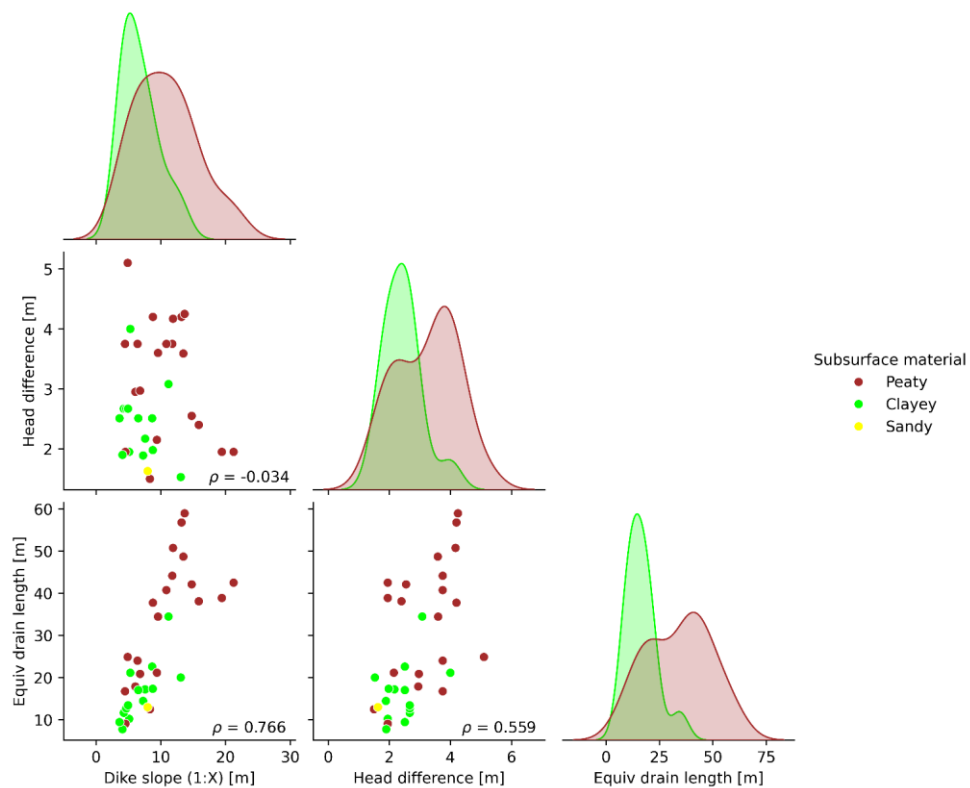 5
4
3
2
Head difference [m]
ρ = -0.034
Subsurface material
Peaty
Clayey
Sandy
60
50
40
30
20
10
Equiv drain length [m]
ρ = 0.766
ρ = 0.559
0 10 20 30
0 2 4 6
0 25 50 75
Dike slope (1:X) [m]
Head difference [m]
Equiv drain length [m]